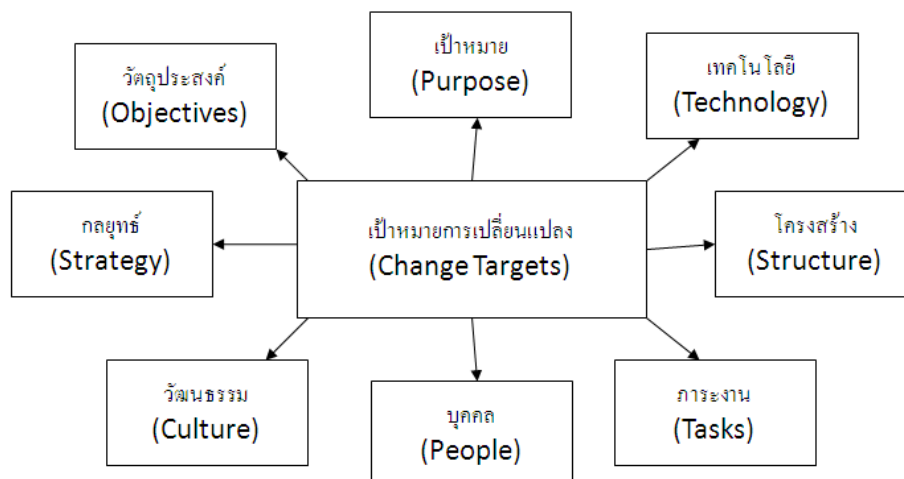 เป้าหมาย
(Purpose)
วัตถุประสงค์
(Objectives)
เทคโนโลยี
(Technology)
กลยุทธ์
(Strategy)
เป้าหมายการเปลี่ยนแปลง
(Change Targets)
โครงสร้าง
(Structure)
วัฒนธรรม
(Culture)
บุคคล
(People)
ภาระงาน
(Tasks)